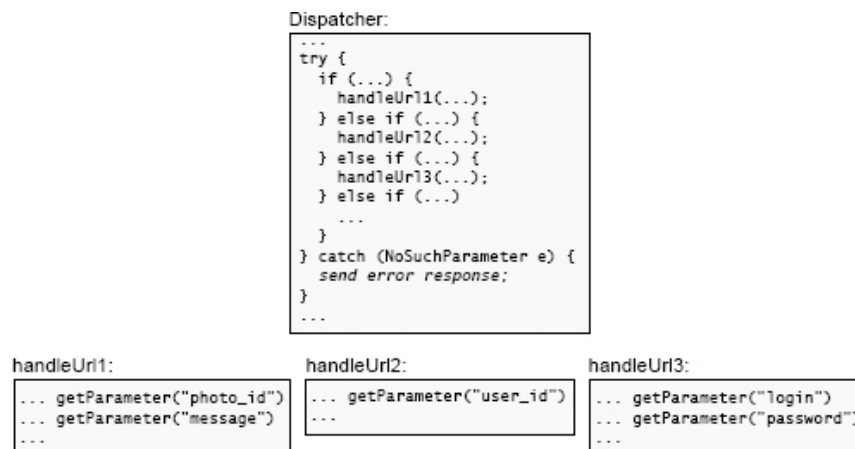 Dispatcher:
...
try {
  if (...) {
    handleUrl1(...);
  } else if (...) {
    handleUrl2(...);
  } else if (...) {
    handleUrl3(...);
  } else if (...)
    ...
  }
} catch (NoSuchParameter e) {
  send error response;
}
...
handleUrl1:
... getParameter("photo_id")
... getParameter("message")
...
handleUrl2:
... getParameter("user_id")
...
handleUrl3:
... getParameter("login")
... getParameter("password")
...